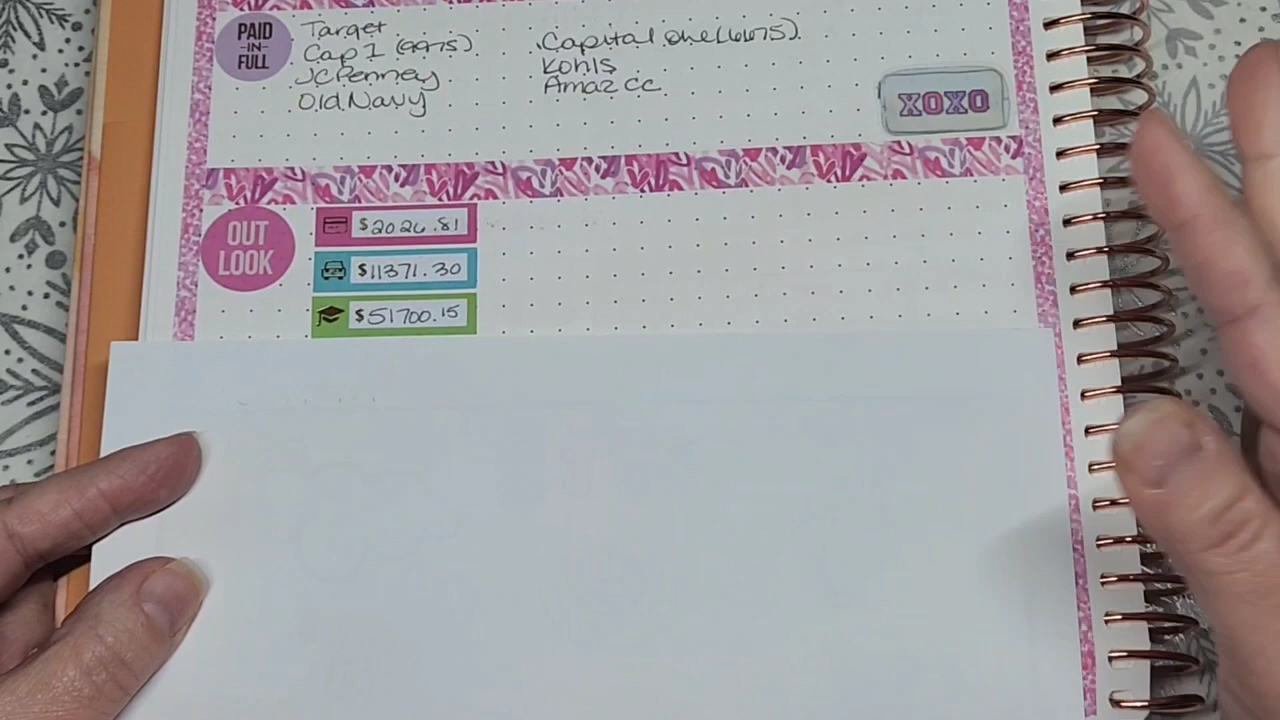 PAID
-IN-
FULL
Target
Cap 1 (9975)
JCPenney
Old Navy
Capital one (6675)
Kohls
Amaz CC
XOXO
OUT
LOOK
$2026.81
$11371.30
$51700.15